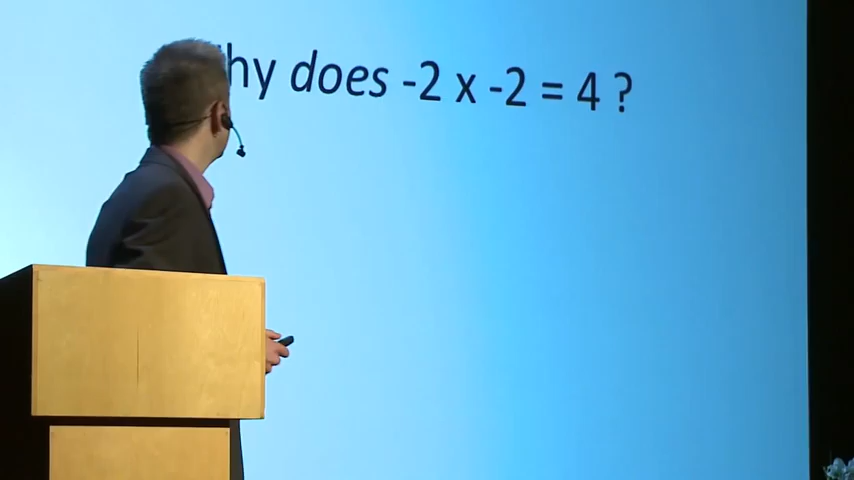 hy does -2 x -2 = 4 ?